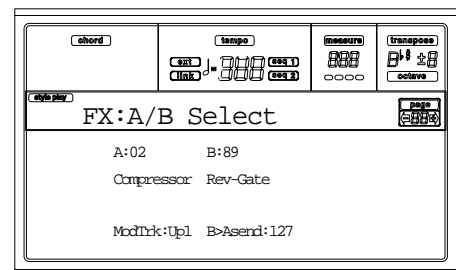 chord tempo measure transpose
ext seq 1
link seq 2
octave
style play page
FX:A/B Select
A:02 B:89
Compressor Rev-Gate
ModTrk:Up1 B>Asend:127